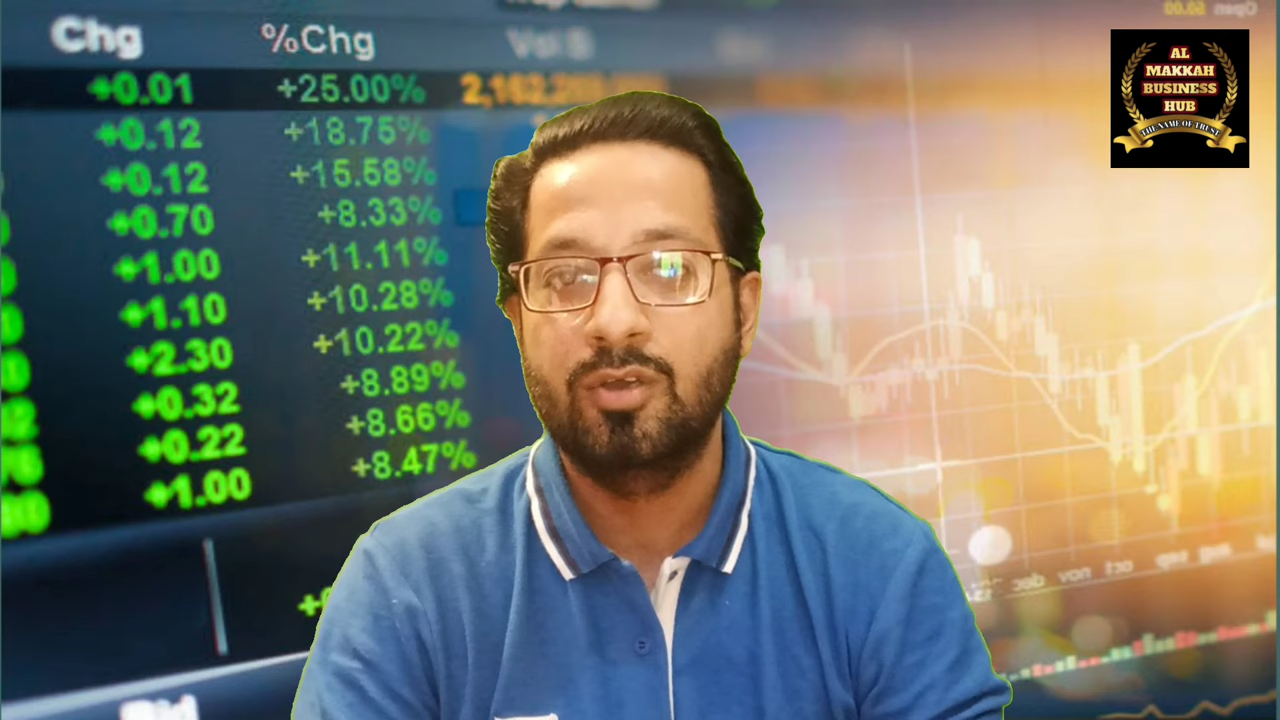 Chg %Chg
+0.01 +25.00%
+0.12 +18.75%
+0.12 +15.58%
+0.70 +8.33%
+1.00 +11.11%
+1.10 +10.28%
+2.30 +10.22%
+0.32 +8.89%
+0.22 +8.66%
+1.00 +8.47%
Bid
AL
MAKKAH
BUSINESS
HUB
THE NAME OF TRUST